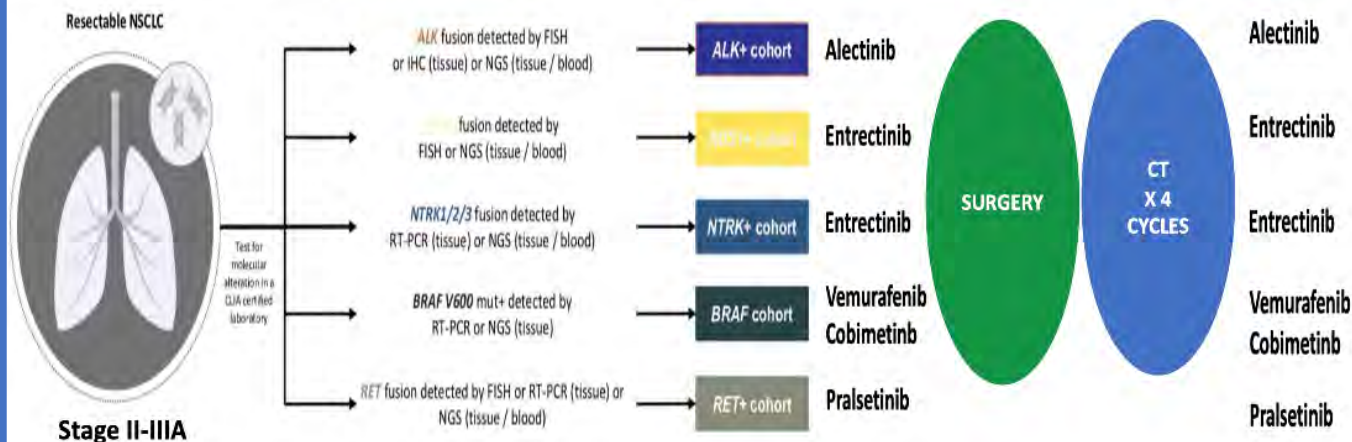 Resectable NSCLC
Test for
molecular
alteration in a
CLIA certified
laboratory
Stage II-IIIA
ALK fusion detected by FISH
or IHC (tissue) or NGS (tissue / blood)
fusion detected by
FISH or NGS (tissue / blood)
NTRK1/2/3 fusion detected by
RT-PCR (tissue) or NGS (tissue / blood)
BRAF V600 mut+ detected by
RT-PCR or NGS (tissue)
RET fusion detected by FISH or RT-PCR (tissue) or
NGS (tissue / blood)
ALK+ cohort
cohort
NTRK+ cohort
BRAF cohort
RET+ cohort
Alectinib
Entrectinib
Entrectinib
Vemurafenib
Cobimetinb
Pralsetinib
SURGERY
CT
X 4
CYCLES
Alectinib
Entrectinib
Entrectinib
Vemurafenib
Cobimetinb
Pralsetinib